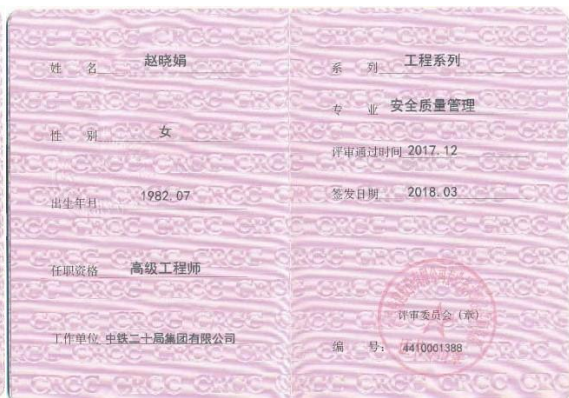 姓 名 赵晓娟
性 别 女
出生年月 1982.07
任职资格 高级工程师
工作单位 中铁二十局集团有限公司
系 列 工程系列
专 业 安全质量管理
评审通过时间 2017.12
签发日期 2018.03
评审委员会（章）
编 号： 4410001388